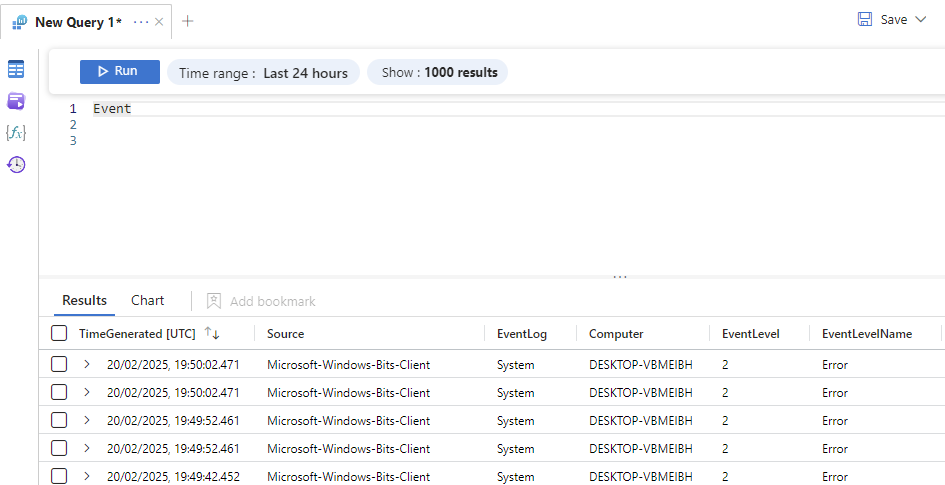 New Query 1* ··· × +
Save
Run Time range : Last 24 hours Show : 1000 results
1 Event
2
3
{fx}
...
Results Chart Add bookmark
TimeGenerated [UTC] ↑↓ Source EventLog Computer EventLevel EventLevelName
> 20/02/2025, 19:50:02.471 Microsoft-Windows-Bits-Client System DESKTOP-VBMEIBH 2 Error
> 20/02/2025, 19:50:02.471 Microsoft-Windows-Bits-Client System DESKTOP-VBMEIBH 2 Error
> 20/02/2025, 19:49:52.461 Microsoft-Windows-Bits-Client System DESKTOP-VBMEIBH 2 Error
> 20/02/2025, 19:49:52.461 Microsoft-Windows-Bits-Client System DESKTOP-VBMEIBH 2 Error
> 20/02/2025, 19:49:42.452 Microsoft-Windows-Bits-Client System DESKTOP-VBMEIBH 2 Error